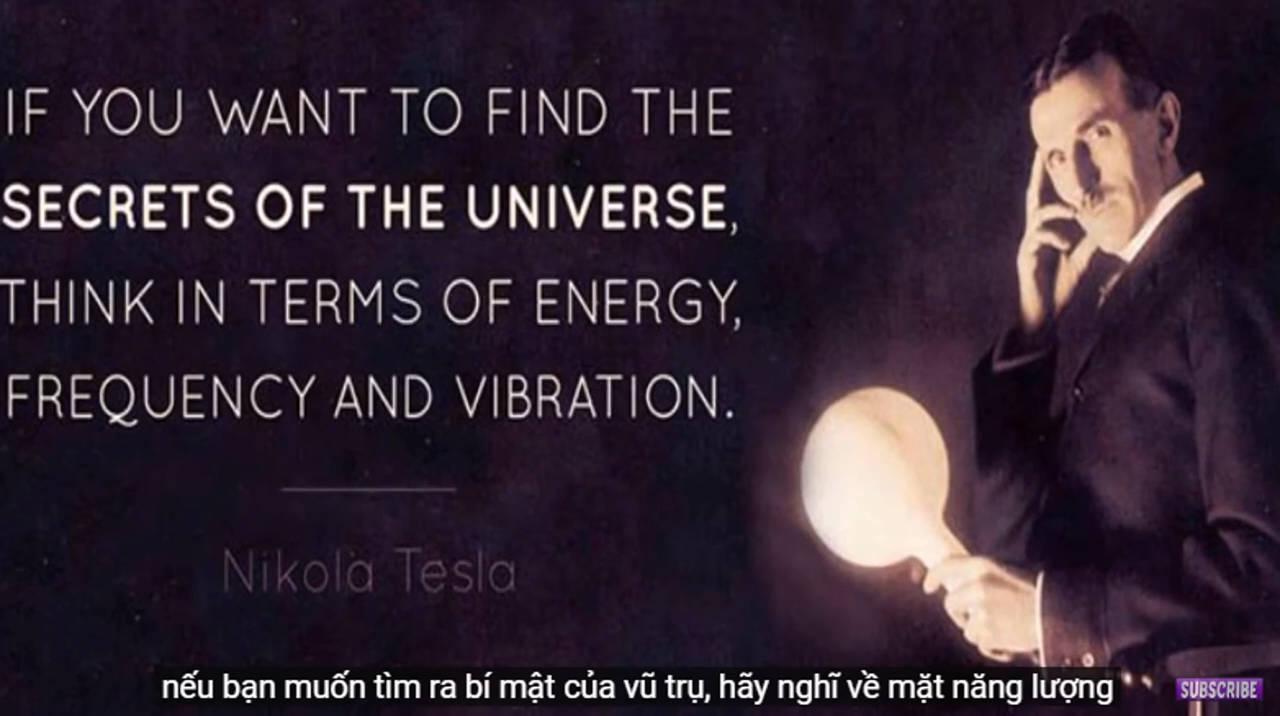 IF YOU WANT TO FIND THE
SECRETS OF THE UNIVERSE,
THINK IN TERMS OF ENERGY,
FREQUENCY AND VIBRATION.
Nikola Tesla
nếu bạn muốn tìm ra bí mật của vũ trụ, hãy nghĩ về mặt năng lượng
SUBSCRIBE